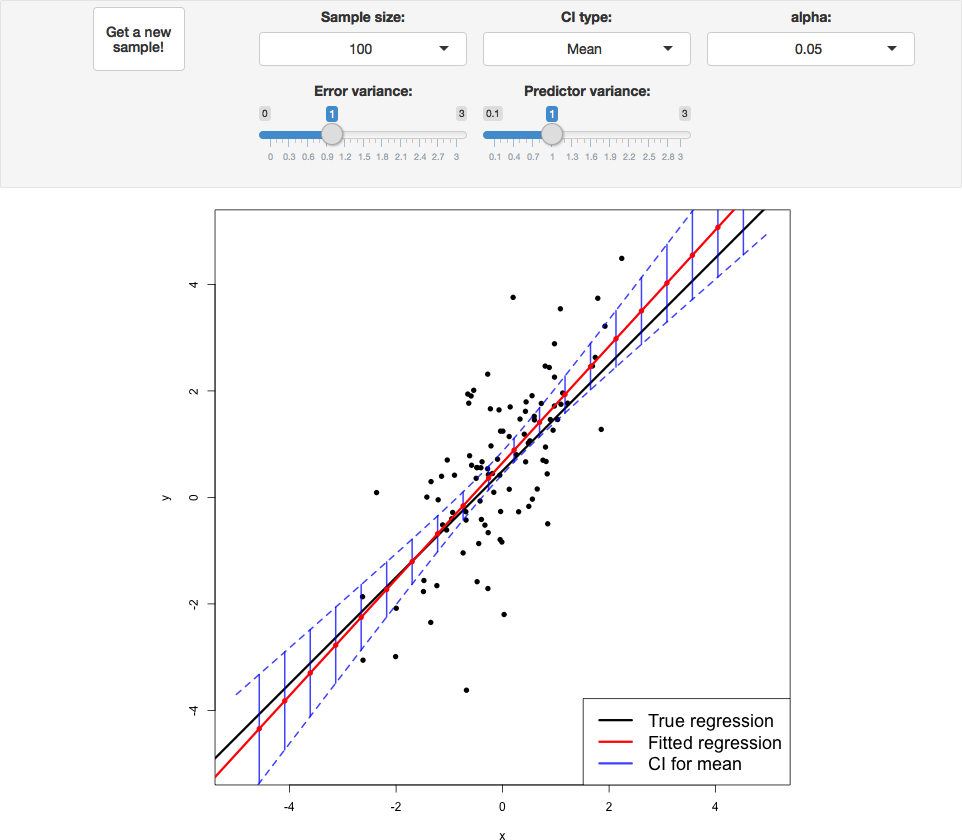 Get a new
sample!
Sample size:
100
CI type:
Mean
alpha:
0.05
Error variance:
0 1 3
0 0.3 0.6 0.9 1.2 1.5 1.8 2.1 2.4 2.7 3
Predictor variance:
0.1 1 3
0.1 0.4 0.7 1 1.3 1.6 1.9 2.2 2.5 2.8 3
y
4
2
0
-2
-4
-4 -2 0 2 4
x
True regression
Fitted regression
CI for mean